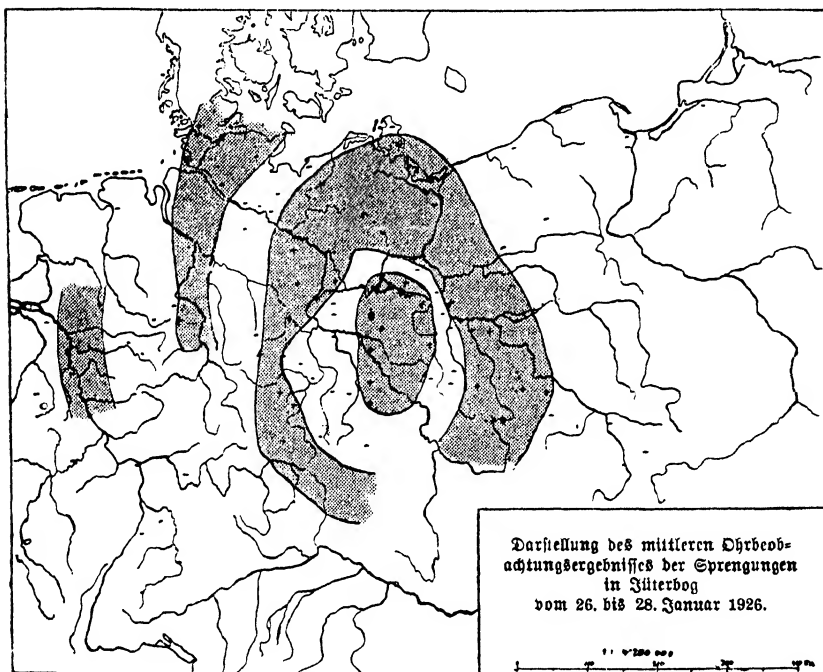 Darstellung des mittleren Ohrbeob=
achtungsergebnisses der Sprengungen
in Jüterbog
vom 26. bis 28. Januar 1926.